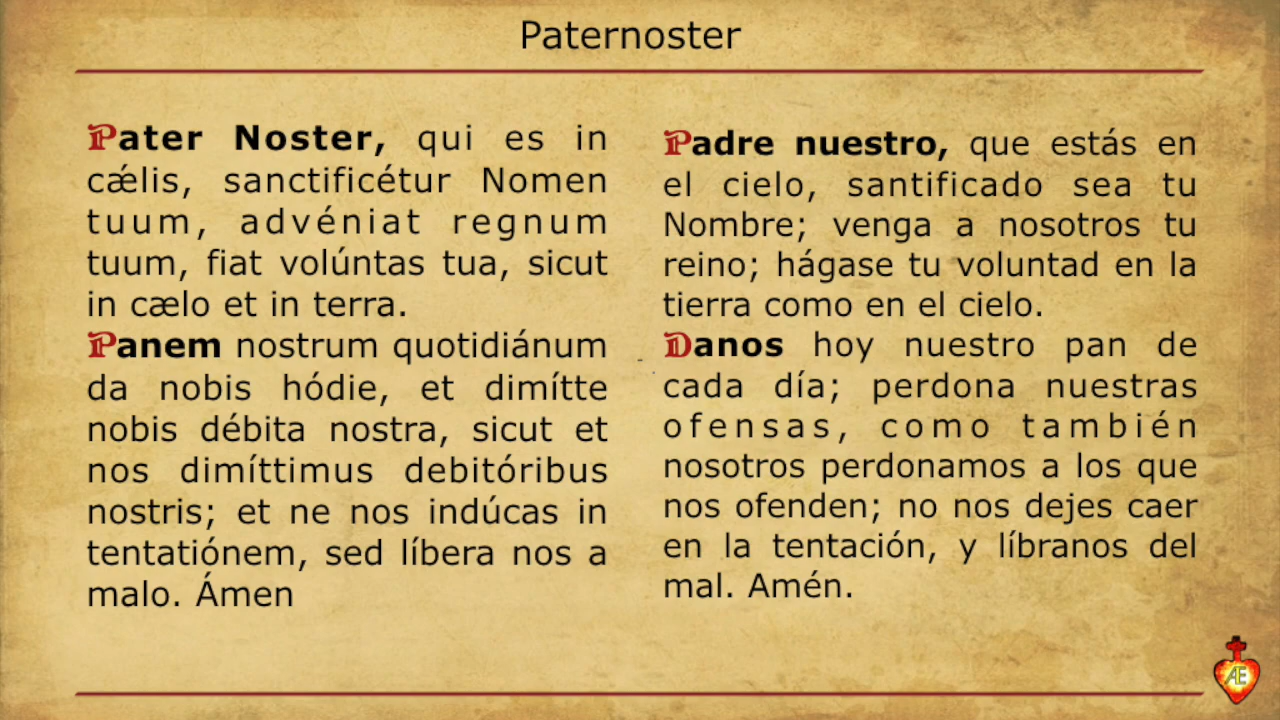 Paternoster
Pater Noster, qui es in
cǽlis, sanctificétur Nomen
tuum, advéniat regnum
tuum, fiat volúntas tua, sicut
in cælo et in terra.
Panem nostrum quotidiánum
da nobis hódie, et dimítte
nobis débita nostra, sicut et
nos dimíttimus debitóribus
nostris; et ne nos indúcas in
tentatiónem, sed líbera nos a
malo. Ámen
Padre nuestro, que estás en
el cielo, santificado sea tu
Nombre; venga a nosotros tu
reino; hágase tu voluntad en la
tierra como en el cielo.
Danos hoy nuestro pan de
cada día; perdona nuestras
ofensas, como también
nosotros perdonamos a los que
nos ofenden; no nos dejes caer
en la tentación, y líbranos del
mal. Amén.
Æ